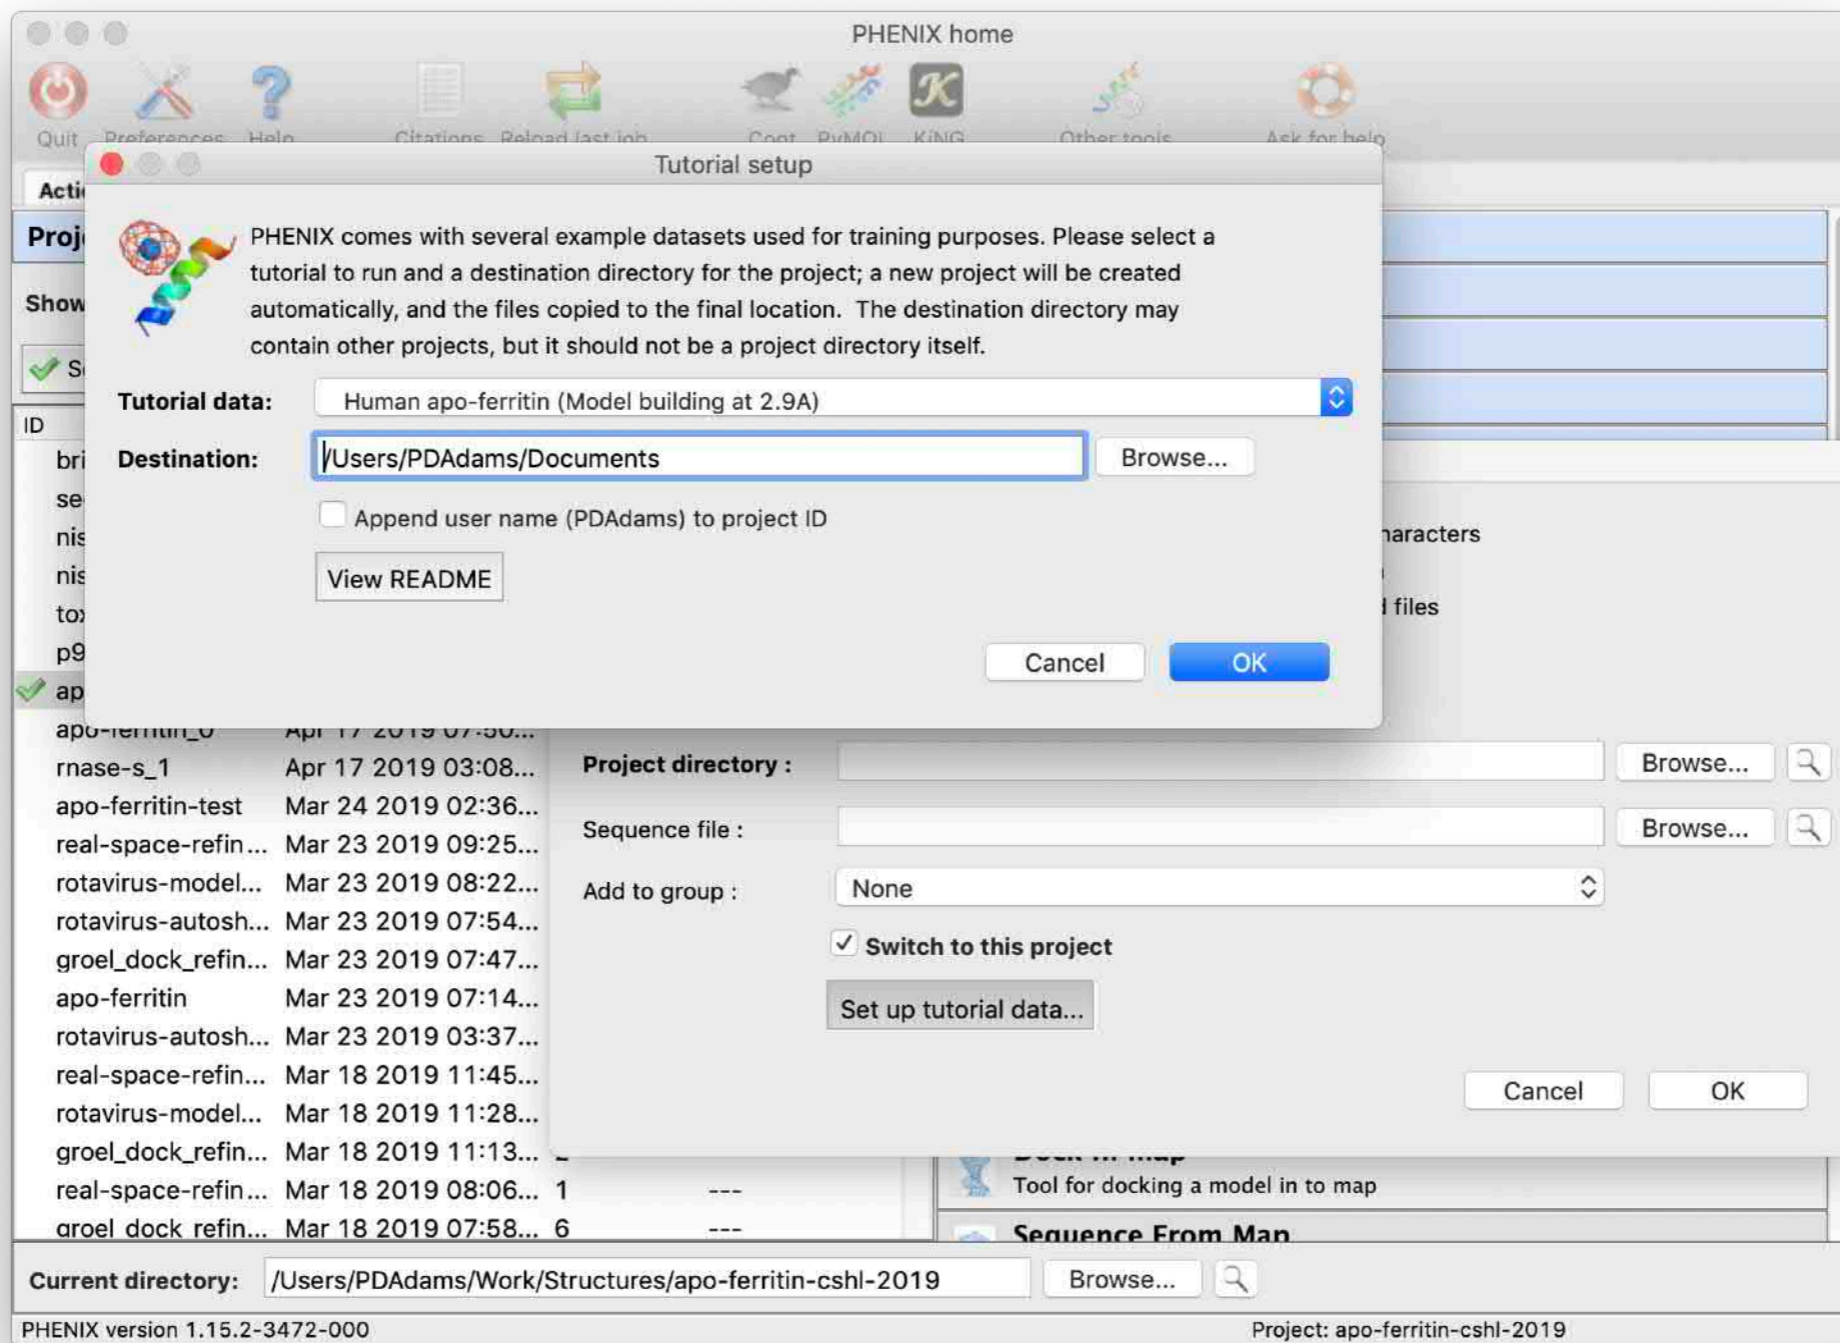 PHENIX home
Quit Preferences Help Citations Reload last job Coot PyMOL KiNG Other tools Ask for help
Tutorial setup
PHENIX comes with several example datasets used for training purposes. Please select a
tutorial to run and a destination directory for the project; a new project will be created
automatically, and the files copied to the final location. The destination directory may
contain other projects, but it should not be a project directory itself.
Tutorial data: Human apo-ferritin (Model building at 2.9A)
Destination: /Users/PDAdams/Documents Browse...
Append user name (PDAdams) to project ID
View README
Cancel OK
Show
ID
files
apo-ferritin_0 Apr 17 2019 07:50...
rnase-s_1 Apr 17 2019 03:08...
apo-ferritin-test Mar 24 2019 02:36...
real-space-refin... Mar 23 2019 09:25...
rotavirus-model... Mar 23 2019 08:22...
rotavirus-autosh... Mar 23 2019 07:54...
groel_dock_refin... Mar 23 2019 07:47...
apo-ferritin Mar 23 2019 07:14...
rotavirus-autosh... Mar 23 2019 03:37...
real-space-refin... Mar 18 2019 11:45...
rotavirus-model... Mar 18 2019 11:28...
groel_dock_refin... Mar 18 2019 11:13...
real-space-refin... Mar 18 2019 08:06... 1 ---
groel_dock_refin... Mar 18 2019 07:58... 6 ---
Project directory : Browse...
Sequence file : Browse...
Add to group : None
Switch to this project
Set up tutorial data...
Cancel OK
Dock in map
Tool for docking a model in to map
Sequence From Map
Current directory: /Users/PDAdams/Work/Structures/apo-ferritin-cshl-2019 Browse...
PHENIX version 1.15.2-3472-000 Project: apo-ferritin-cshl-2019